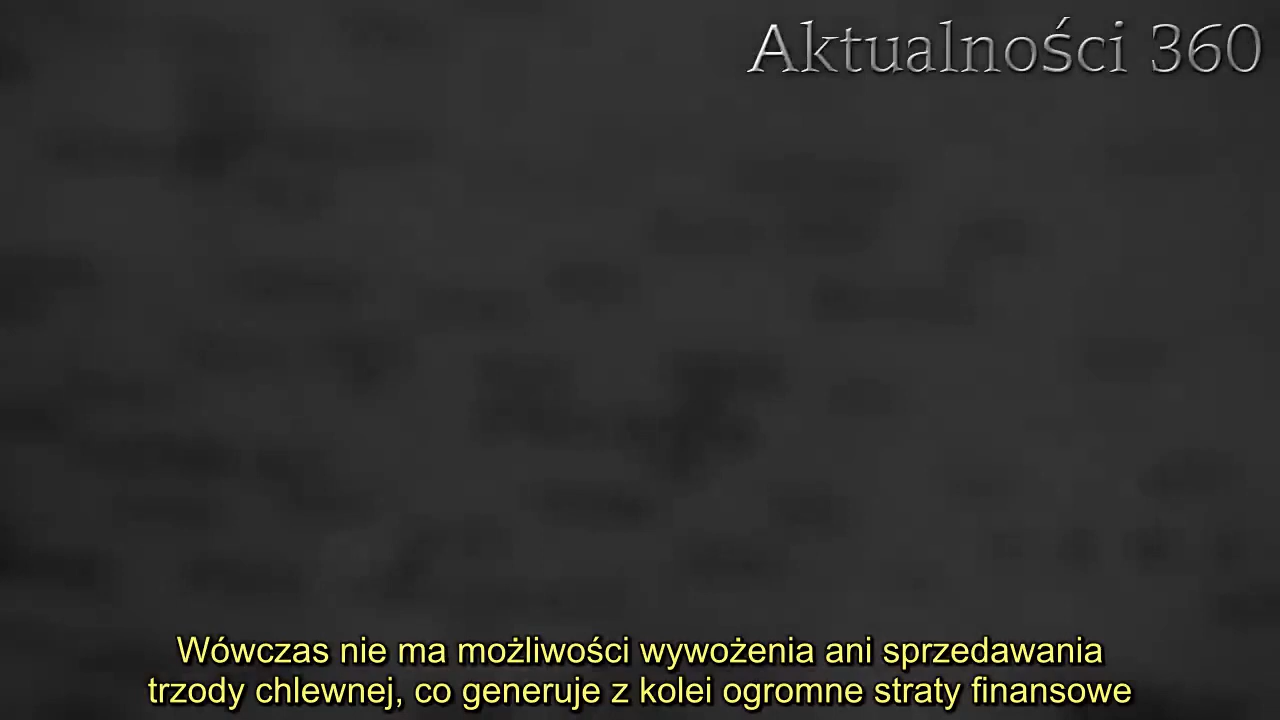 Aktualności 360
Wówczas nie ma możliwości wywożenia ani sprzedawania
trzody chlewnej, co generuje z kolei ogromne straty finansowe